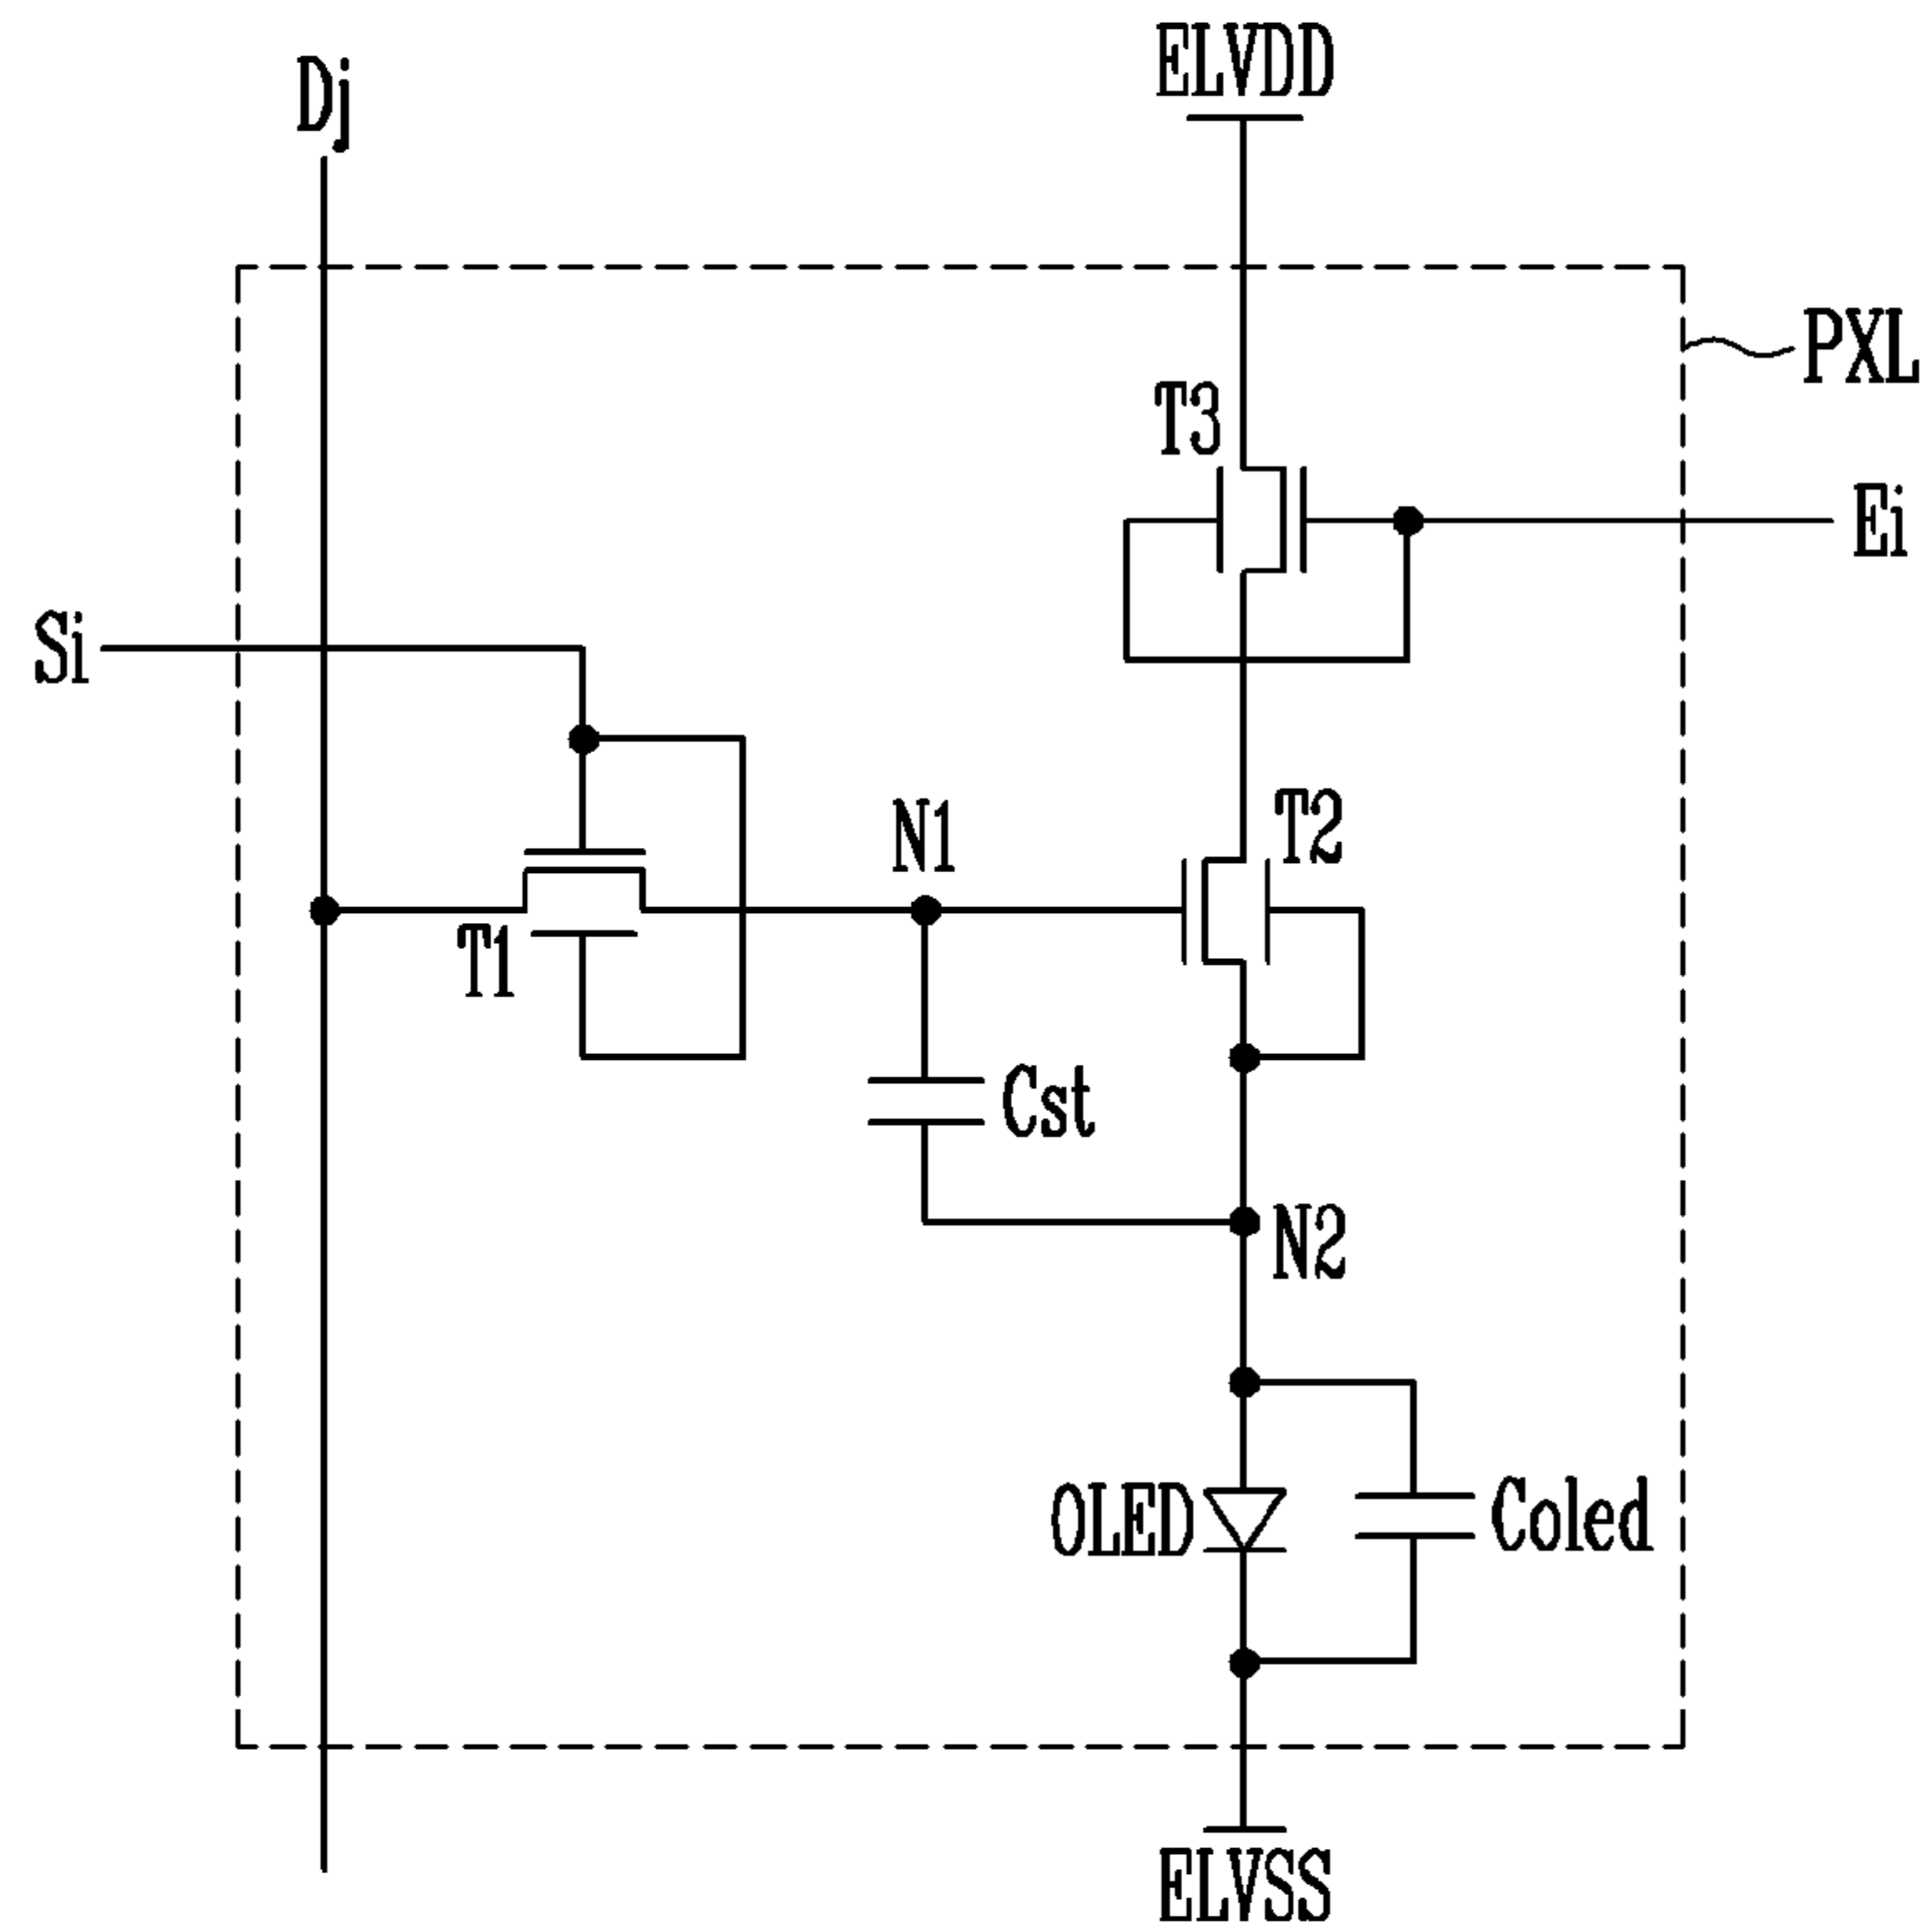 ELVDD
Dj
PXL
T3
Ei
Si
T2
N1
T1
Cst
N2
OLED
Coled
ELVSS